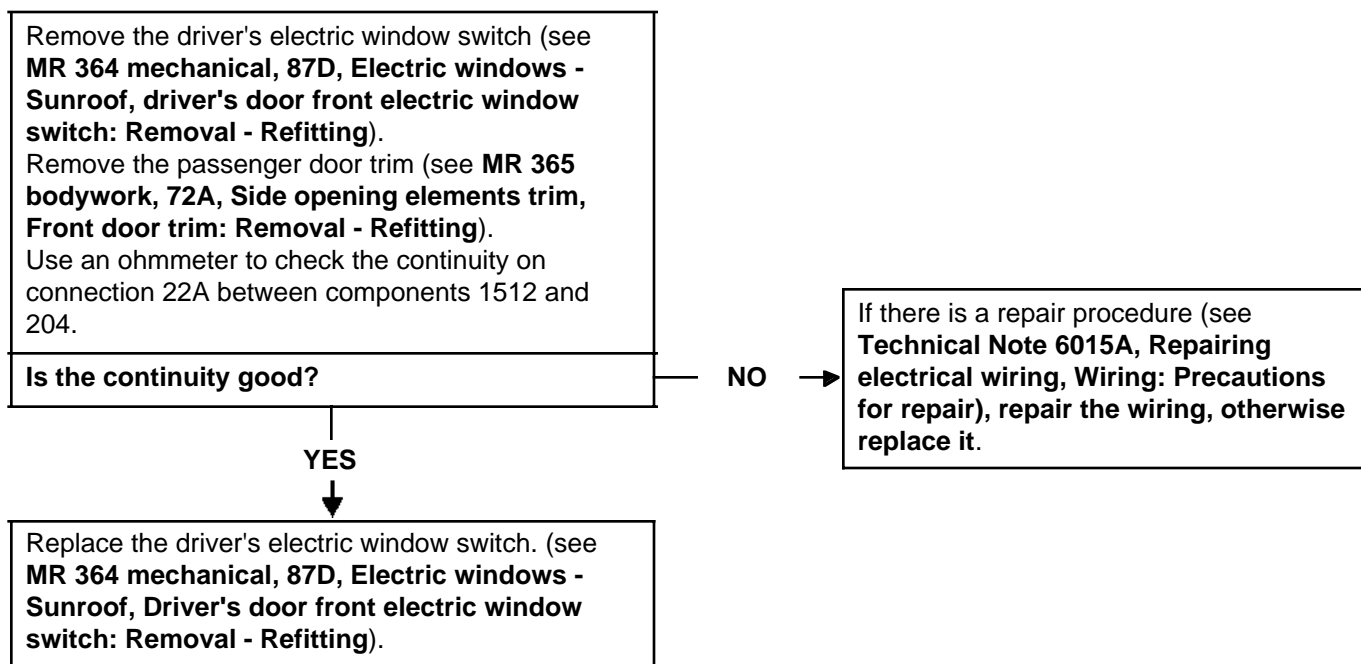 Remove the driver's electric window switch (see
MR 364 mechanical, 87D, Electric windows -
Sunroof, driver's door front electric window
switch: Removal - Refitting).
Remove the passenger door trim (see MR 365
bodywork, 72A, Side opening elements trim,
Front door trim: Removal - Refitting).
Use an ohmmeter to check the continuity on
connection 22A between components 1512 and
204.
Is the continuity good?
NO
If there is a repair procedure (see
Technical Note 6015A, Repairing
electrical wiring, Wiring: Precautions
for repair), repair the wiring, otherwise
replace it.
YES
Replace the driver's electric window switch. (see
MR 364 mechanical, 87D, Electric windows -
Sunroof, Driver's door front electric window
switch: Removal - Refitting).